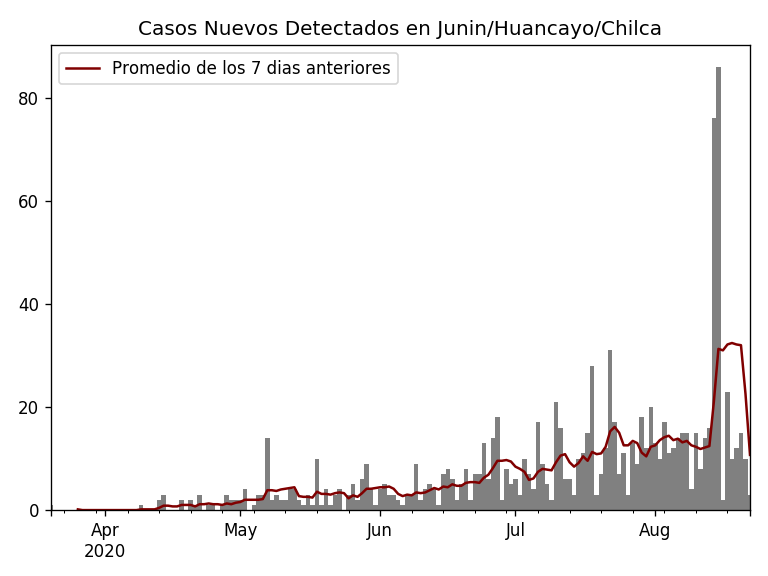 Casos Nuevos Detectados en Junin/Huancayo/Chilca
Promedio de los 7 dias anteriores
80
60
40
20
0
Apr May Jun Jul Aug
2020